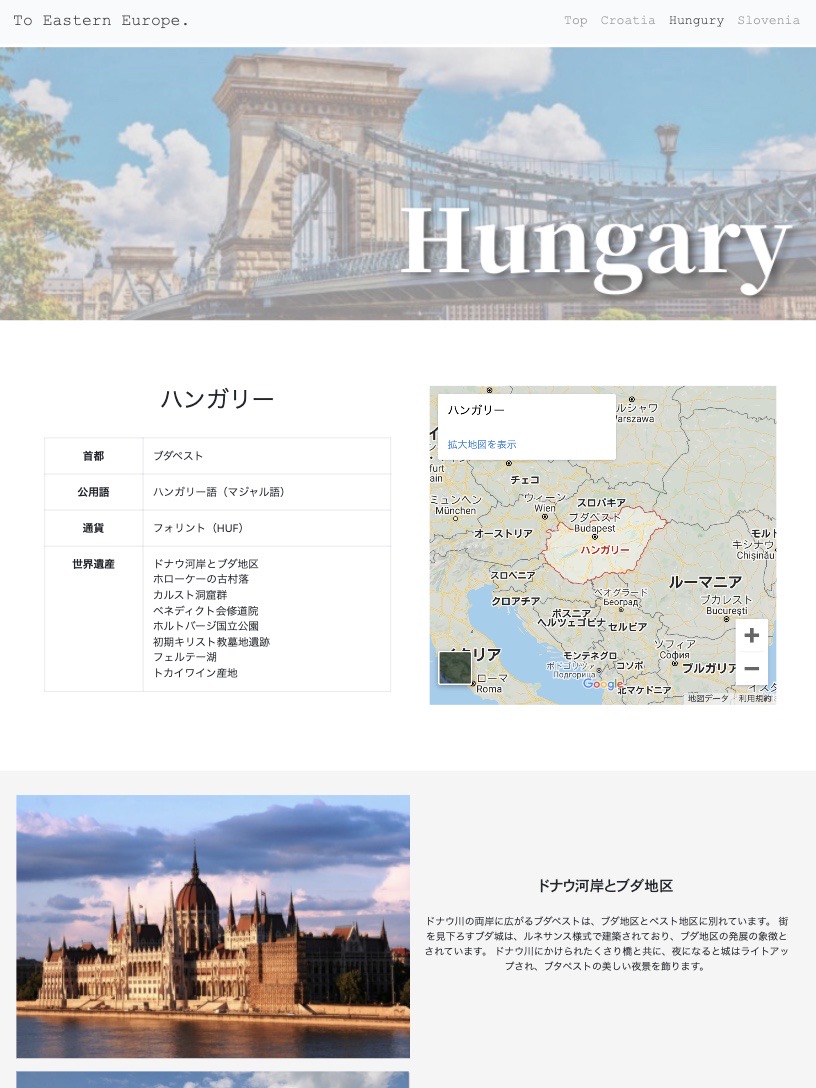 To Eastern Europe.
Top Croatia Hungury Slovenia
Hungary
ハンガリー
首都 ブダペスト
公用語 ハンガリー語（マジャル語）
通貨 フォリント（HUF）
世界遺産 ドナウ河岸とブダ地区
ホローケーの古村落
カルスト洞窟群
ベネディクト会修道院
ホルトバージ国立公園
初期キリスト教墓地遺跡
フェルテー湖
トカイワイン産地
ハンガリー
拡大地図を表示
ルシャワ
arszawa
furt
ain
チェコ
ミュンヘン
München
ウィーン
Wien
スロバキア
ブダペスト
Budapest
オーストリア
ハンガリー
モルト
キシナウ
Chișinău
スロベニア
ルーマニア
クロアチア
ベオグラード
Београд
ブカレスト
București
ボスニア
ヘルツェゴビナ
セルビア
イタリア
モンテネグロ
ポドゴリツァ
Подгорица
コソボ
ソフィア
София
ブルガリア
ローマ
Roma
Google
北マケドニア
イスタ
地図データ 利用規約
ドナウ河岸とブダ地区
ドナウ川の両岸に広がるブダペストは、ブダ地区とペスト地区に別れています。 街
を見下ろすブダ城は、ルネサンス様式で建築されており、ブダ地区の発展の象徴と
されています。 ドナウ川にかけられたくさり橋と共に、夜になると城はライトアッ
プされ、ブタペストの美しい夜景を飾ります。